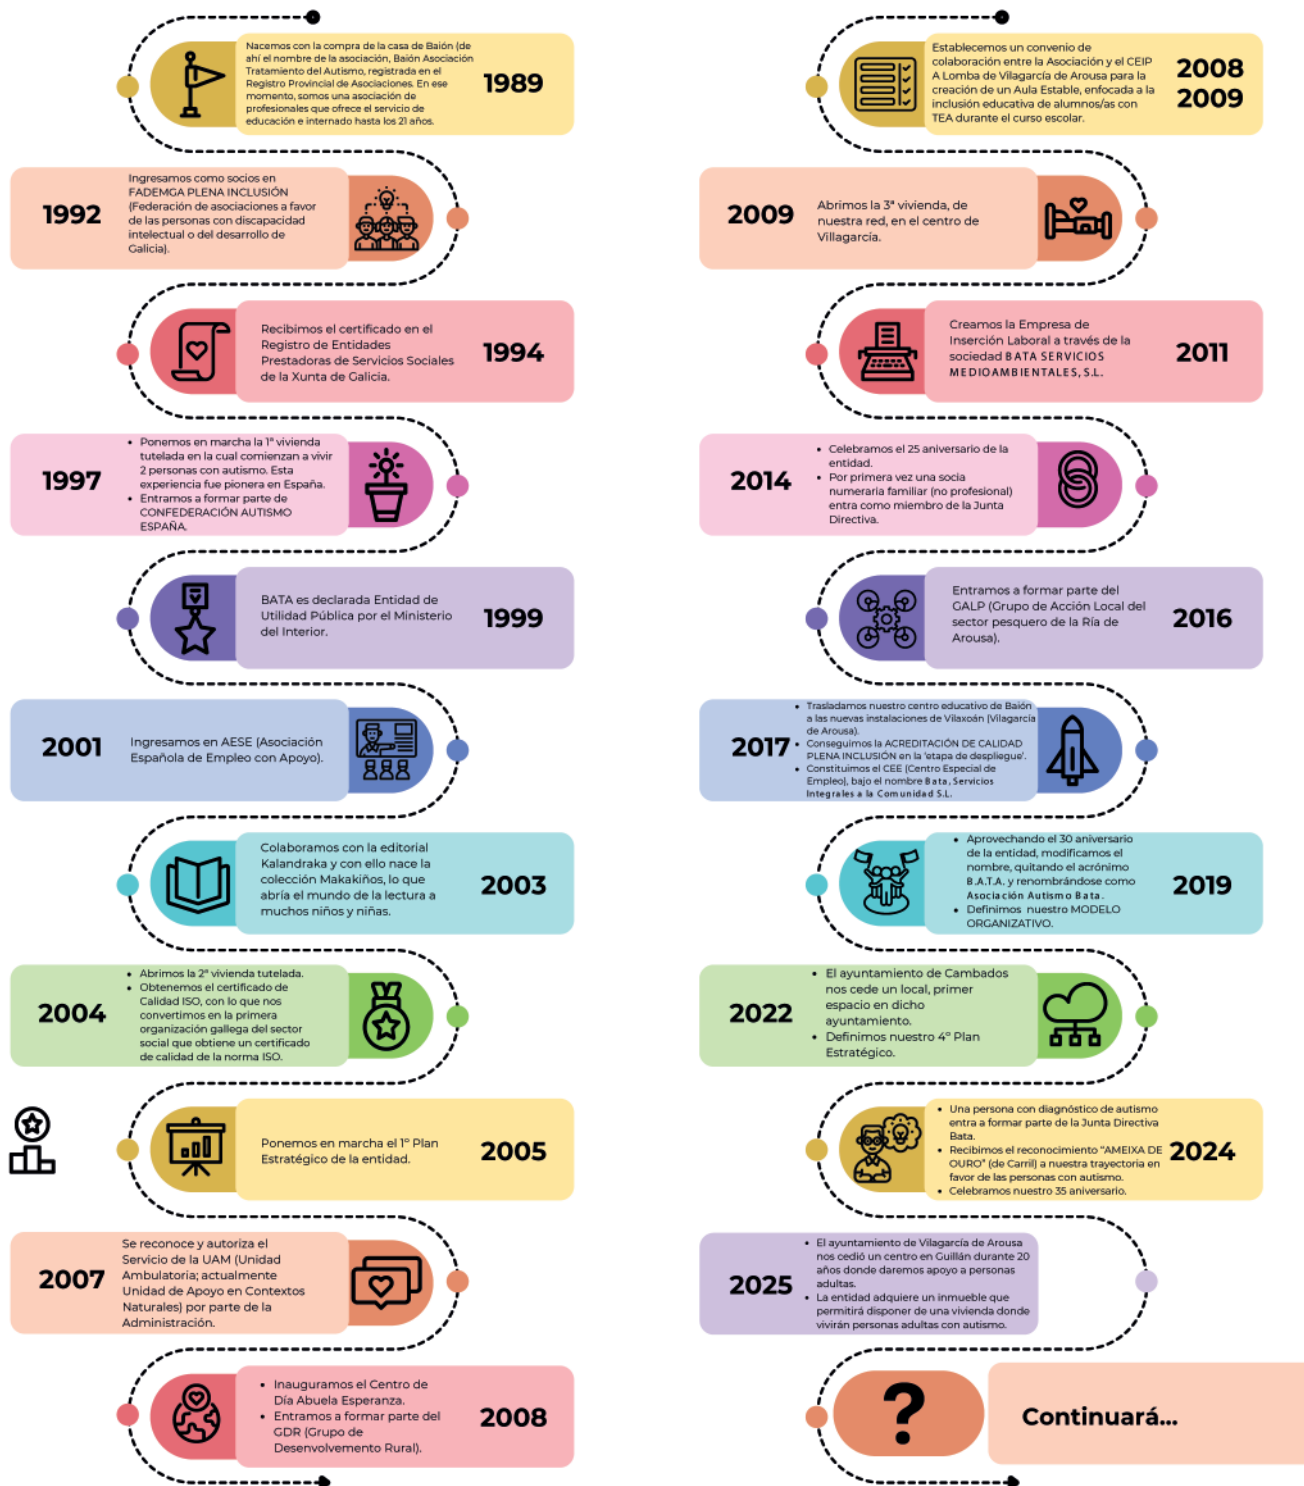 Nacemos con la compra de la casa de Baión (de
ahí el nombre de la asociación, Baión Asociación
Tratamiento del Autismo, registrada en el
Registro Provincial de Asociaciones. En ese
momento, somos una asociación de
profesionales que ofrece el servicio de
educación e internado hasta los 21 años.
1989
1992
Ingresamos como socios en
FADEMGA PLENA INCLUSIÓN
(Federación de asociaciones a favor
de las personas con discapacidad
intelectual o del desarrollo de
Galicia).
Recibimos el certificado en el
Registro de Entidades
Prestadoras de Servicios Sociales
de la Xunta de Galicia.
1994
1997
• Ponemos en marcha la 1ª vivienda
tutelada en la cual comienzan a vivir
2 personas con autismo. Esta
experiencia fue pionera en España.
• Entramos a formar parte de
CONFEDERACIÓN AUTISMO
ESPAÑA.
BATA es declarada Entidad de
Utilidad Pública por el Ministerio
del Interior.
1999
2001
Ingresamos en AESE (Asociación
Española de Empleo con Apoyo).
Colaboramos con la editorial
Kalandraka y con ello nace la
colección Makakiños, lo que
abría el mundo de la lectura a
muchos niños y niñas.
2003
2004
• Abrimos la 2ª vivienda tutelada.
• Obtenemos el certificado de
Calidad ISO, con lo que nos
convertimos en la primera
organización gallega del sector
social que obtiene un certificado
de calidad de la norma ISO.
Ponemos en marcha el 1º Plan
Estratégico de la entidad.
2005
2007
Se reconoce y autoriza el
Servicio de la UAM (Unidad
Ambulatoria; actualmente
Unidad de Apoyo en Contextos
Naturales) por parte de la
Administración.
• Inauguramos el Centro de
Día Abuela Esperanza.
• Entramos a formar parte del
GDR (Grupo de
Desenvolvemento Rural).
2008
Establecemos un convenio de
colaboración entre la Asociación y el CEIP
A Lomba de Vilagarcía de Arousa para la
creación de un Aula Estable, enfocada a la
inclusión educativa de alumnos/as con
TEA durante el curso escolar.
2008
2009
2009
Abrimos la 3ª vivienda, de
nuestra red, en el centro de
Villagarcía.
Creamos la Empresa de
Inserción Laboral a través de la
sociedad BATA SERVICIOS
MEDIOAMBIENTALES, S.L.
2011
2014
• Celebramos el 25 aniversario de la
entidad.
• Por primera vez una socia
numeraria familiar (no profesional)
entra como miembro de la Junta
Directiva.
Entramos a formar parte del
GALP (Grupo de Acción Local del
sector pesquero de la Ría de
Arousa).
2016
2017
• Trasladamos nuestro centro educativo de Baión
a las nuevas instalaciones de Vilaxoán (Vilagarcía
de Arousa).
• Conseguimos la ACREDITACIÓN DE CALIDAD
PLENA INCLUSIÓN en la 'etapa de despliegue'.
• Constituimos el CEE (Centro Especial de
Empleo), bajo el nombre Bata, Servicios
Integrales a la Comunidad S.L.
• Aprovechando el 30 aniversario
de la entidad, modificamos el
nombre, quitando el acrónimo
B.A.T.A. y renombrándose como
Asociación Autismo Bata.
• Definimos nuestro MODELO
ORGANIZATIVO.
2019
2022
• El ayuntamiento de Cambados
nos cede un local, primer
espacio en dicho
ayuntamiento.
• Definimos nuestro 4º Plan
Estratégico.
• Una persona con diagnóstico de autismo
entra a formar parte de la Junta Directiva
Bata.
• Recibimos el reconocimiento "AMEIXA DE
OURO" (de Carril) a nuestra trayectoria en
favor de las personas con autismo.
• Celebramos nuestro 35 aniversario.
2024
2025
• El ayuntamiento de Vilagarcía de Arousa
nos cedió un centro en Guillán durante 20
años donde daremos apoyo a personas
adultas.
• La entidad adquiere un inmueble que
permitirá disponer de una vivienda donde
vivirán personas adultas con autismo.
?
Continuará...